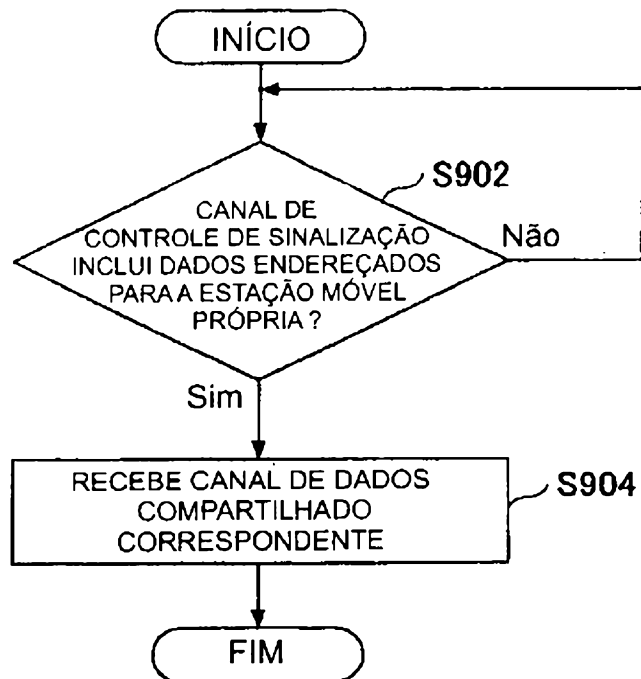 INÍCIO
S902
CANAL DE
CONTROLE DE SINALIZAÇÃO
INCLUI DADOS ENDEREÇADOS
PARA A ESTAÇÃO MÓVEL
PRÓPRIA ?
Não
Sim
RECEBE CANAL DE DADOS
COMPARTILHADO
CORRESPONDENTE
S904
FIM